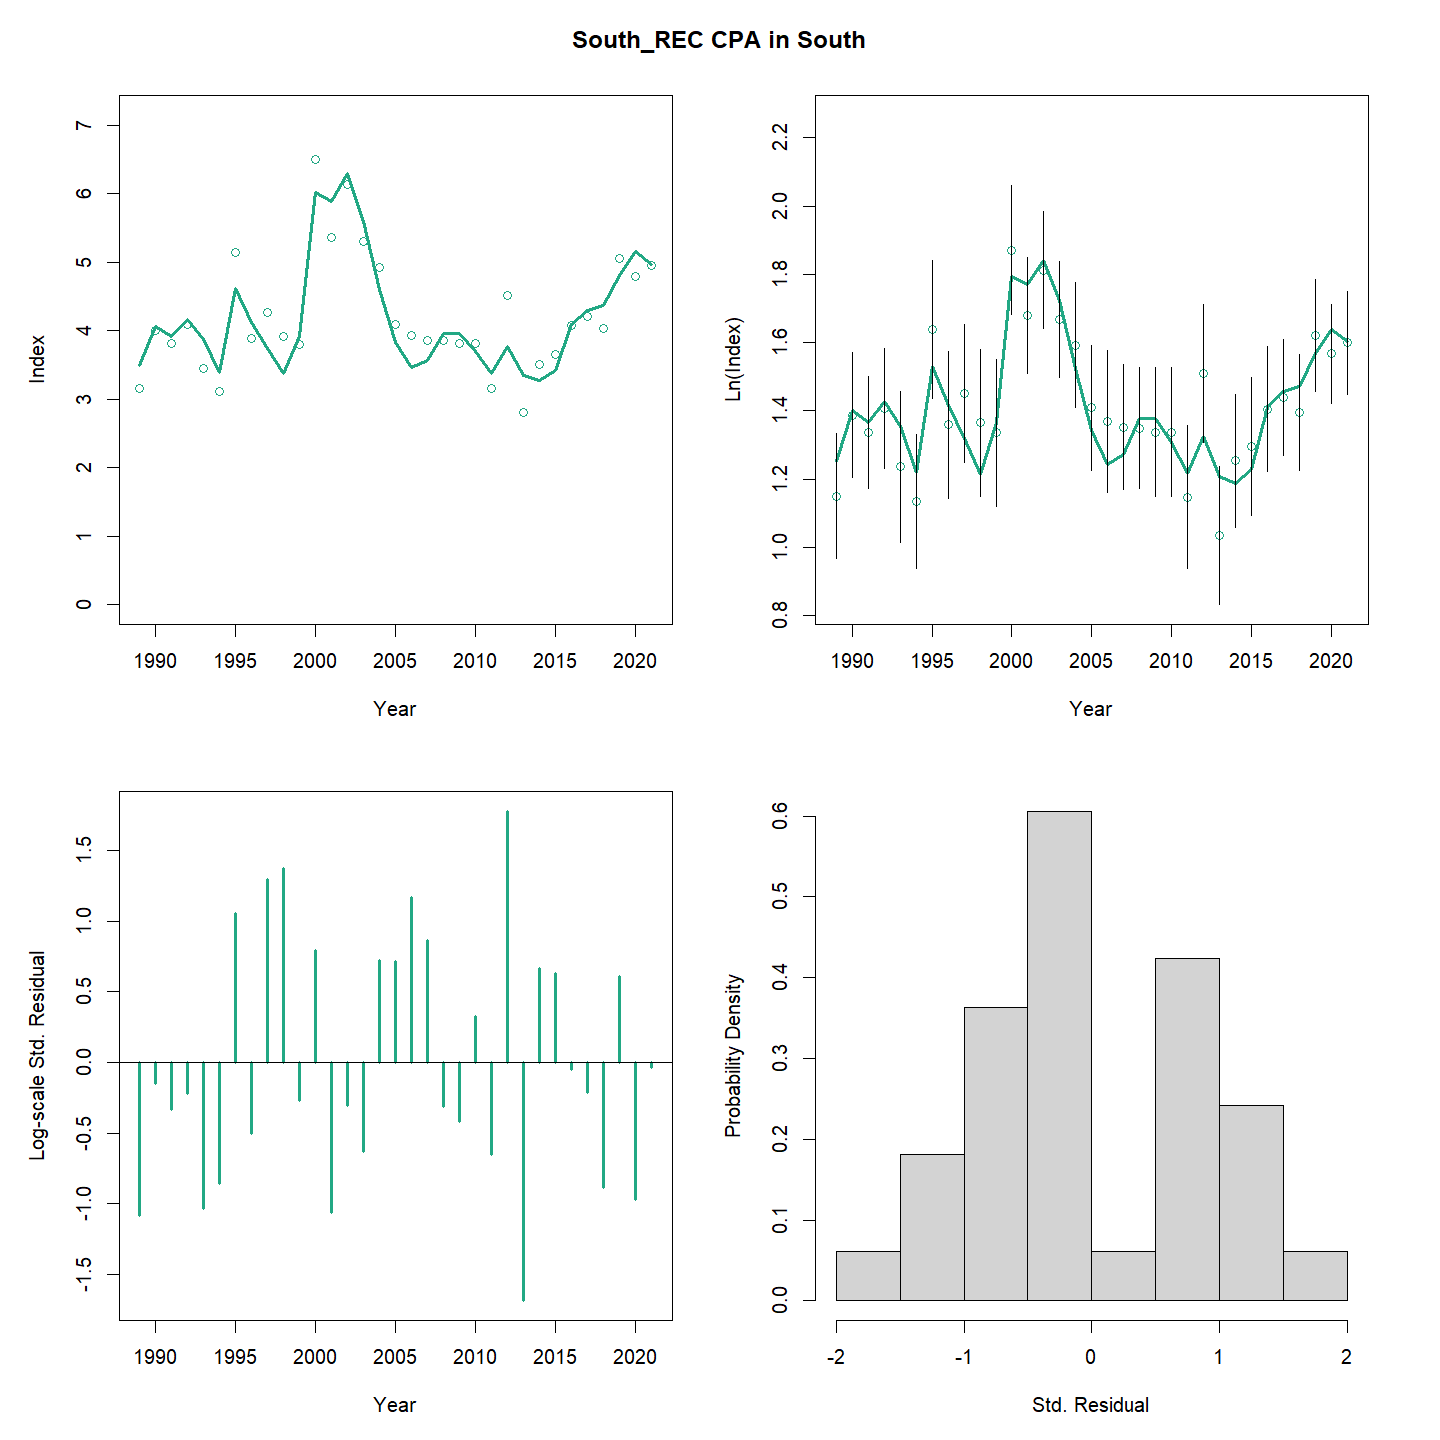 South_REC CPA in South
Index
7
6
5
4
3
2
1
0
1990 1995 2000 2005 2010 2015 2020
Year
Ln(Index)
2.2
2.0
1.8
1.6
1.4
1.2
1.0
0.8
1990 1995 2000 2005 2010 2015 2020
Year
Log-scale Std. Residual
1.5
1.0
0.5
0.0
-0.5
-1.0
-1.5
1990 1995 2000 2005 2010 2015 2020
Year
Probability Density
0.6
0.5
0.4
0.3
0.2
0.1
0.0
-2 -1 0 1 2
Std. Residual